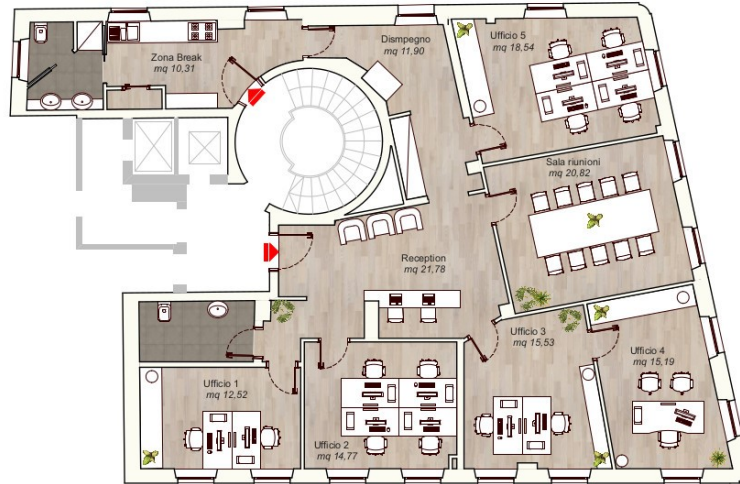 Zona Break
mq 10,31
Dismpegno
mq 11,90
Ufficio 5
mq 18,54
Sala riunioni
mq 20,82
Reception
mq 21,78
Ufficio 3
mq 15,53
Ufficio 4
mq 15,19
Ufficio 1
mq 12,52
Ufficio 2
mq 14,77